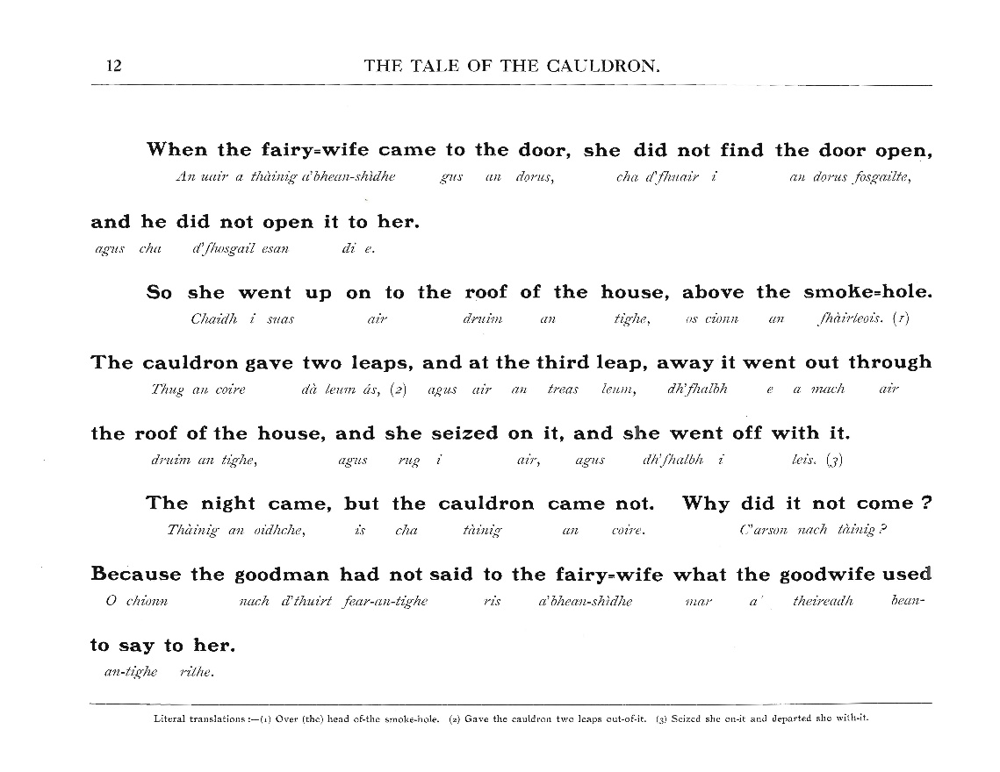 12 THE TALE OF THE CAULDRON.
When the fairy=wife came to the door, she did not find the door open,
An uair a thàinig a'bhean-shìdhe gus an dorus, cha d'fhuair i an dorus fosgailte,
and he did not open it to her.
agus cha d'fhosgail esan di e.
So she went up on to the roof of the house, above the smoke=hole.
Chaidh i suas air druim an tighe, os cionn an fhàirleois. (1)
The cauldron gave two leaps, and at the third leap, away it went out through
Thug an coire dà leum ás, (2) agus air an treas leum, dh'fhalbh e a mach air
the roof of the house, and she seized on it, and she went off with it.
druim an tighe, agus rug i air, agus dh'fhalbh i leis. (3)
The night came, but the cauldron came not. Why did it not come ?
Thàinig an oidhche, is cha tàinig an coire. C'arson nach tàinig ?
Because the goodman had not said to the fairy=wife what the goodwife used
O chionn nach d'thuirt fear-an-tighe ris a'bhean-shìdhe mar a' theireadh bean-
to say to her.
an-tighe rithe.
Literal translations :—(1) Over (the) head of-the smoke-hole. (2) Gave the cauldron two leaps out-of-it. (3) Seized she on-it and departed she with-it.